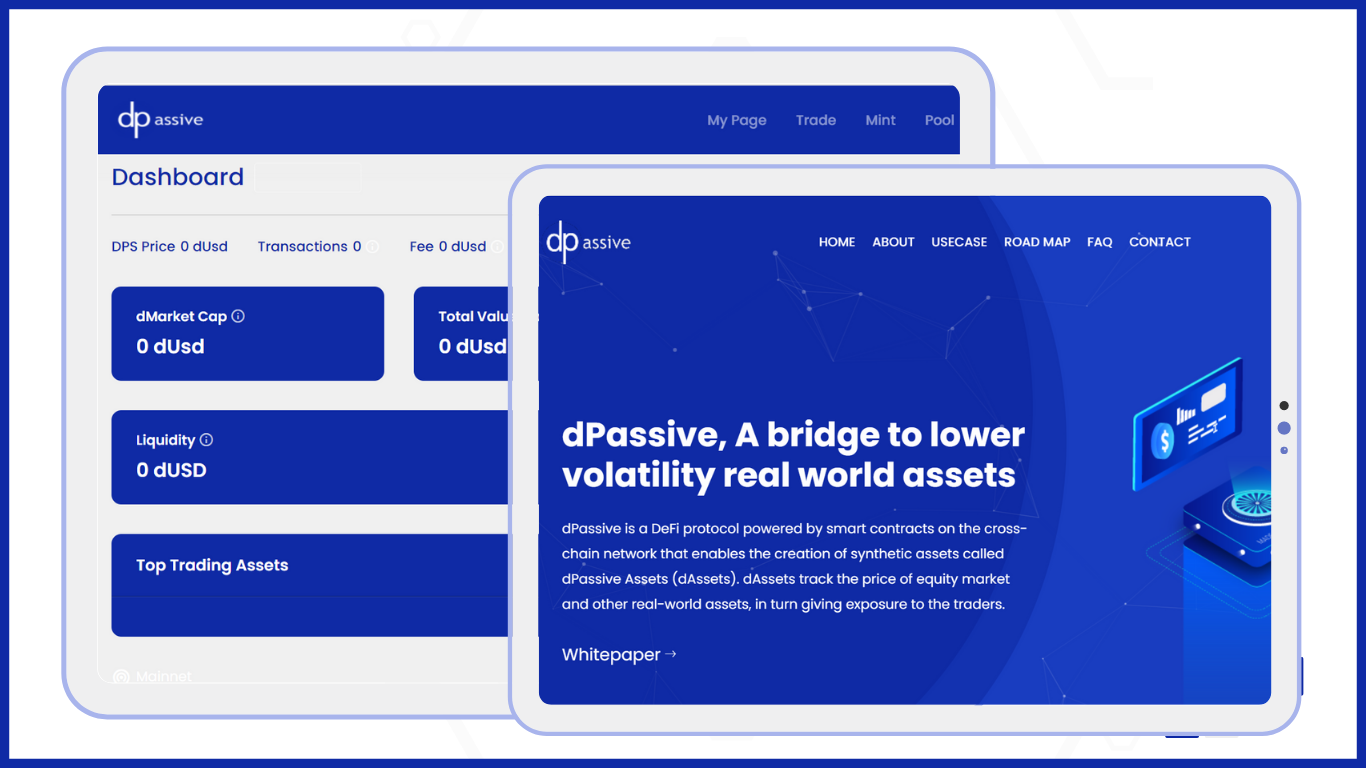 dpassive
My Page Trade Mint Pool
Dashboard
DPS Price 0 dUsd Transactions 0 Fee 0 dUsd
dMarket Cap
0 dUsd
Total Valu
0 dUsd
Liquidity
0 dUSD
Top Trading Assets
Mainnet
dpassive
HOME ABOUT USECASE ROAD MAP FAQ CONTACT
dPassive, A bridge to lower
volatility real world assets
dPassive is a DeFi protocol powered by smart contracts on the cross-
chain network that enables the creation of synthetic assets called
dPassive Assets (dAssets). dAssets track the price of equity market
and other real-world assets, in turn giving exposure to the traders.
Whitepaper →
$